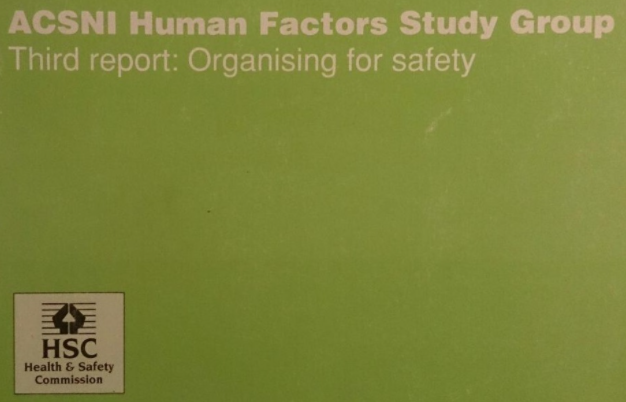 ACSNI Human Factors Study Group
Third report: Organising for safety
HSC
Health & Safety
Commission